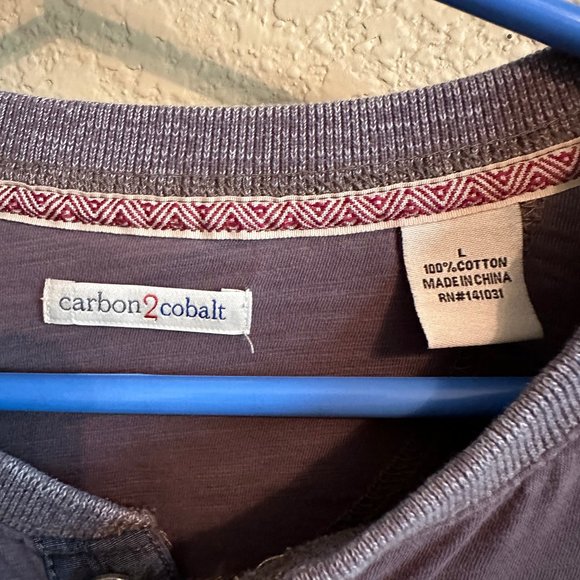 carbon2cobalt
L
100% COTTON
MADE IN CHINA
RN#141031